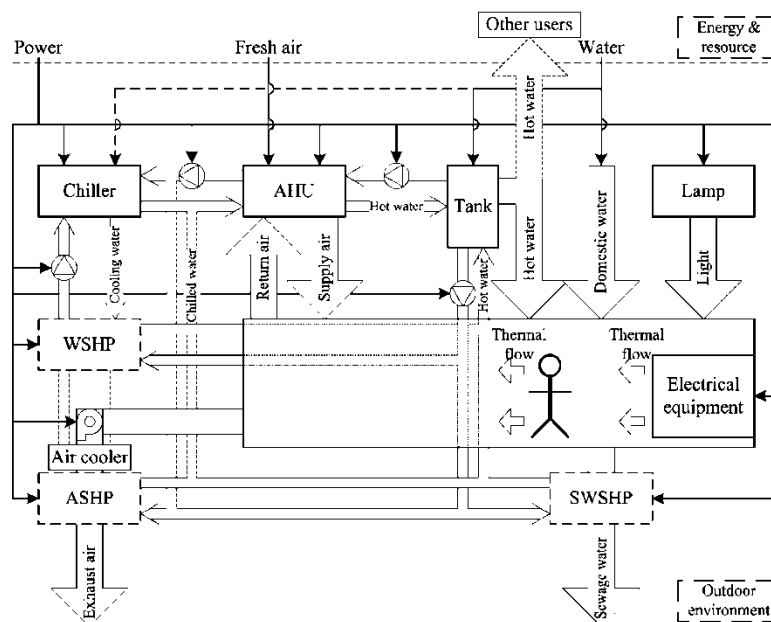 Other users
Energy &
resource
Power
Fresh air
Water
Hot water
Chiller
AHU
Hot water
Tank
Lamp
Cooling water
Chilled water
Return air
Supply air
Hot water
Hot water
Domestic water
Light
WSHP
Thermal
flow
Thermal
flow
Electrical
equipment
Air cooler
ASHP
SWSHP
Exhaust air
Sewage water
Outdoor
environment